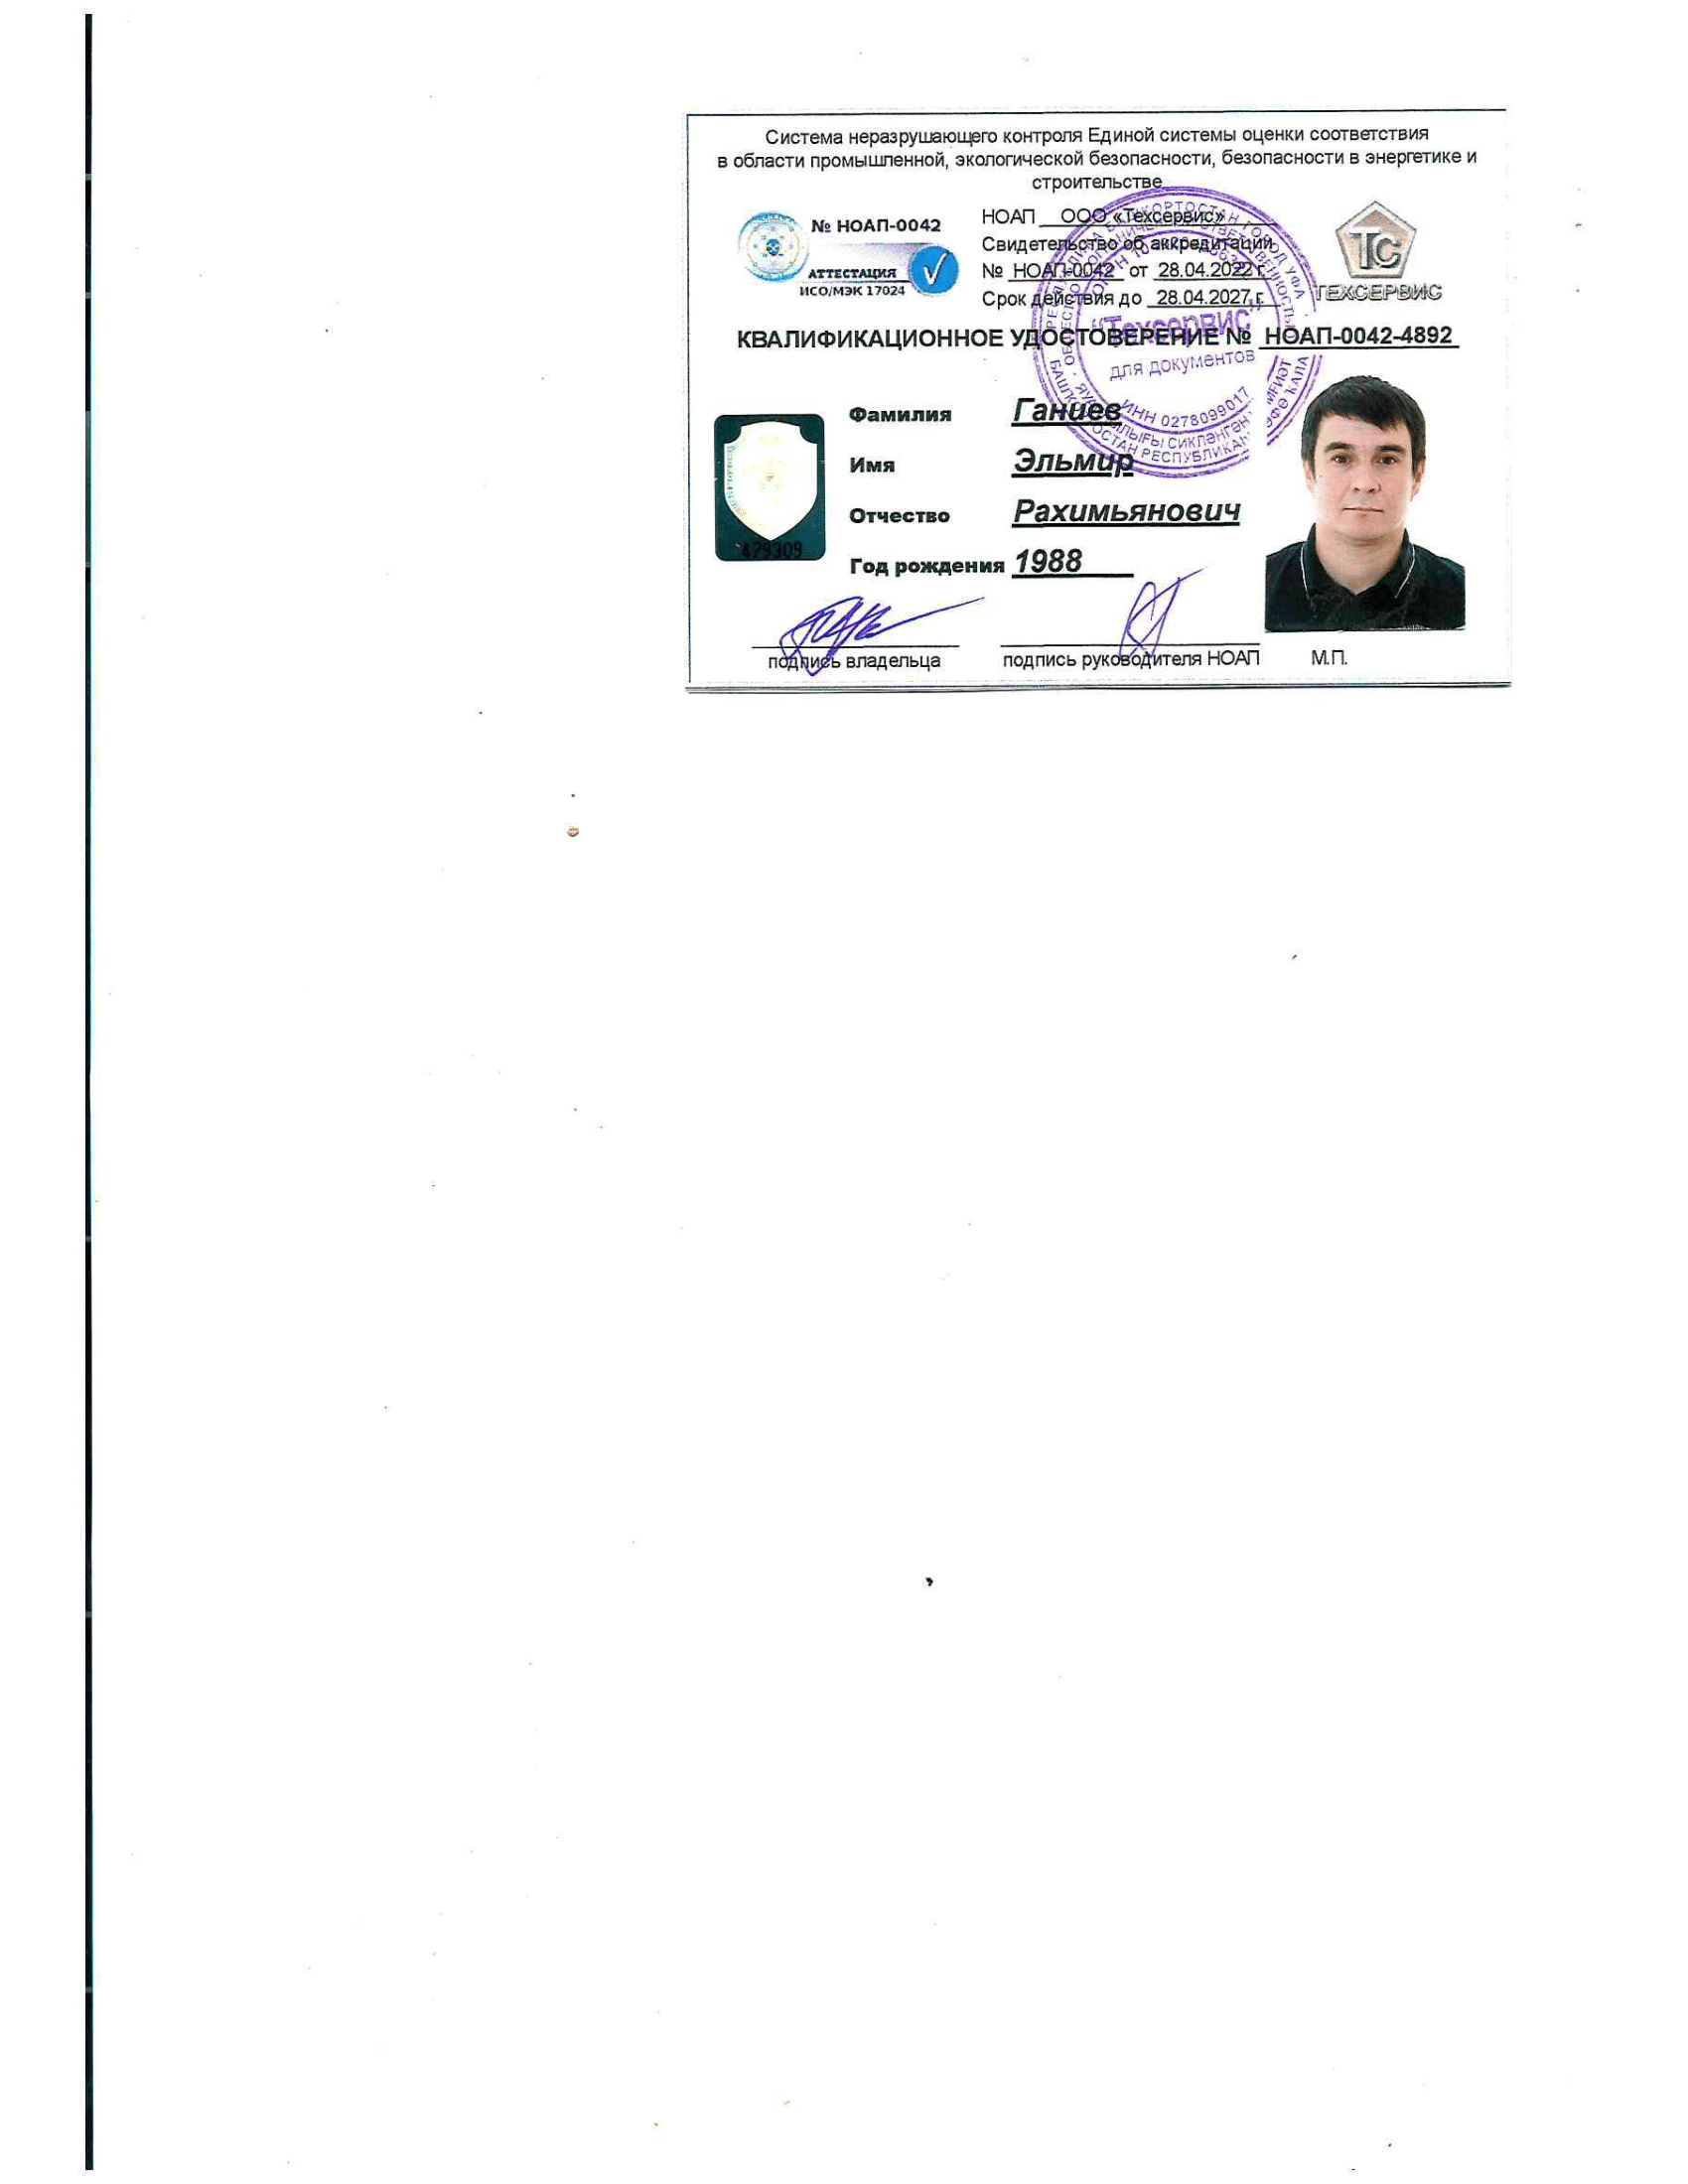 Система неразрушающего контроля Единой системы оценки соответствия
в области промышленной, экологической безопасности, безопасности в энергетике и
строительстве
№ НОАП-0042
АТТЕСТАЦИЯ
ИСО/МЭК 17024
НОАП ООО «Техсервис»
Свидетельство об аккредитации
№ НОАП-0042 от 28.04.2022 г.
Срок действия до 28.04.2027 г.
ТС
ТЕХСЕРВИС
КВАЛИФИКАЦИОННОЕ УДОСТОВЕРЕНИЕ № НОАП-0042-4892
"Техсервис"
для документов
ИНН 0278099017
Фамилия Ганиев
Имя Эльмир
Отчество Рахимьянович
Год рождения 1988
479309
подпись владельца
подпись руководителя НОАП
М.П.